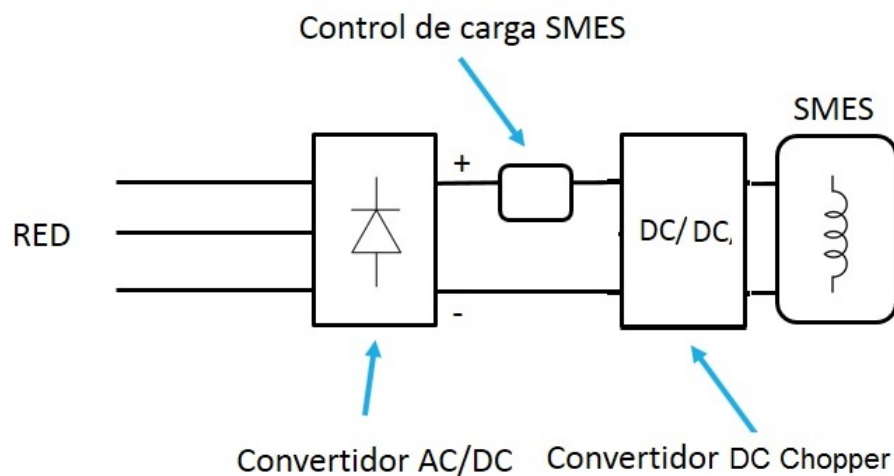 Control de carga SMES
SMES
+
RED
DC/ DC,
-
Convertidor AC/DC
Convertidor DC Chopper